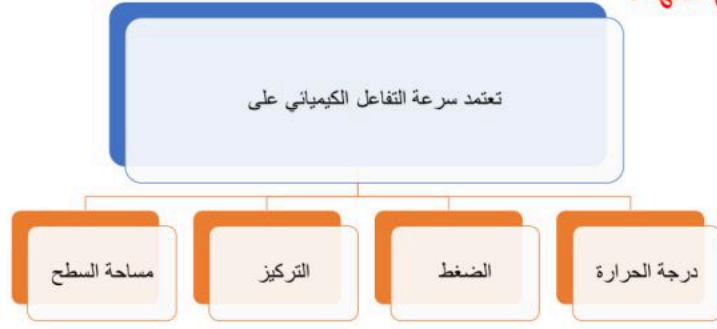 تعتمد سرعة التفاعل الكيميائي على
درجة الحرارة
الضغط
التركيز
مساحة السطح